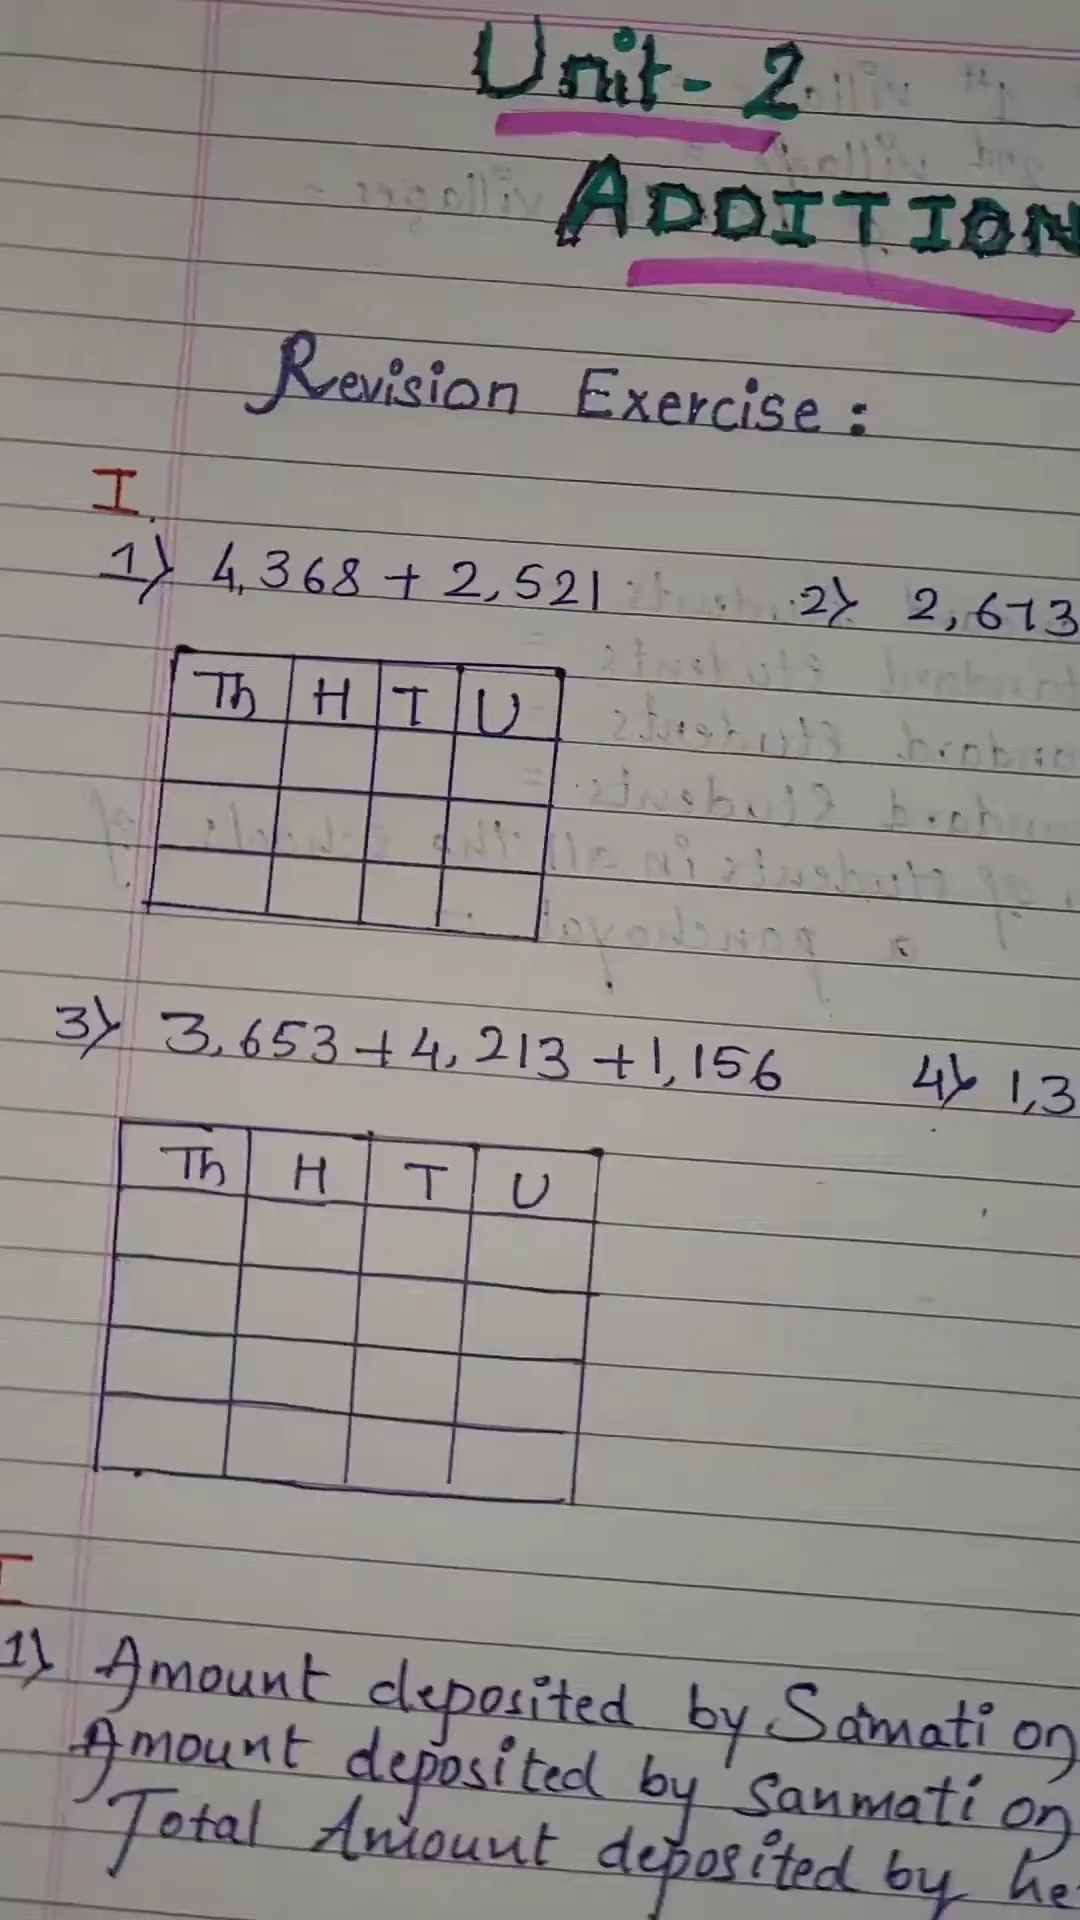 Unit - 2
ADDITION
Revision Exercise :
I.
1) 4,368 + 2,521 2) 2,673
Th H T U
3) 3,653 + 4,213 + 1,156 4) 1,3
Th H T U
I
1) Amount deposited by Samati on
Amount deposited by Sanmati on
Total Amount deposited by he